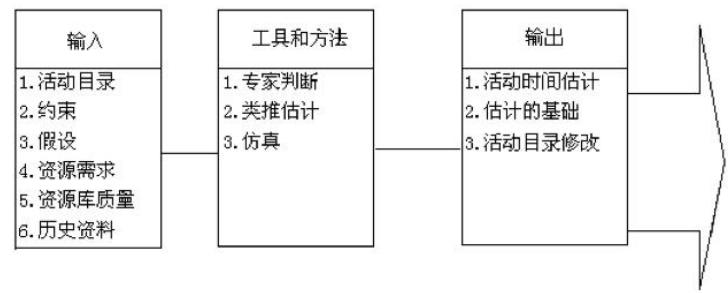 输入
1.活动目录
2.约束
3.假设
4.资源需求
5.资源库质量
6.历史资料
工具和方法
1.专家判断
2.类推估计
3.仿真
输出
1.活动时间估计
2.估计的基础
3.活动目录修改